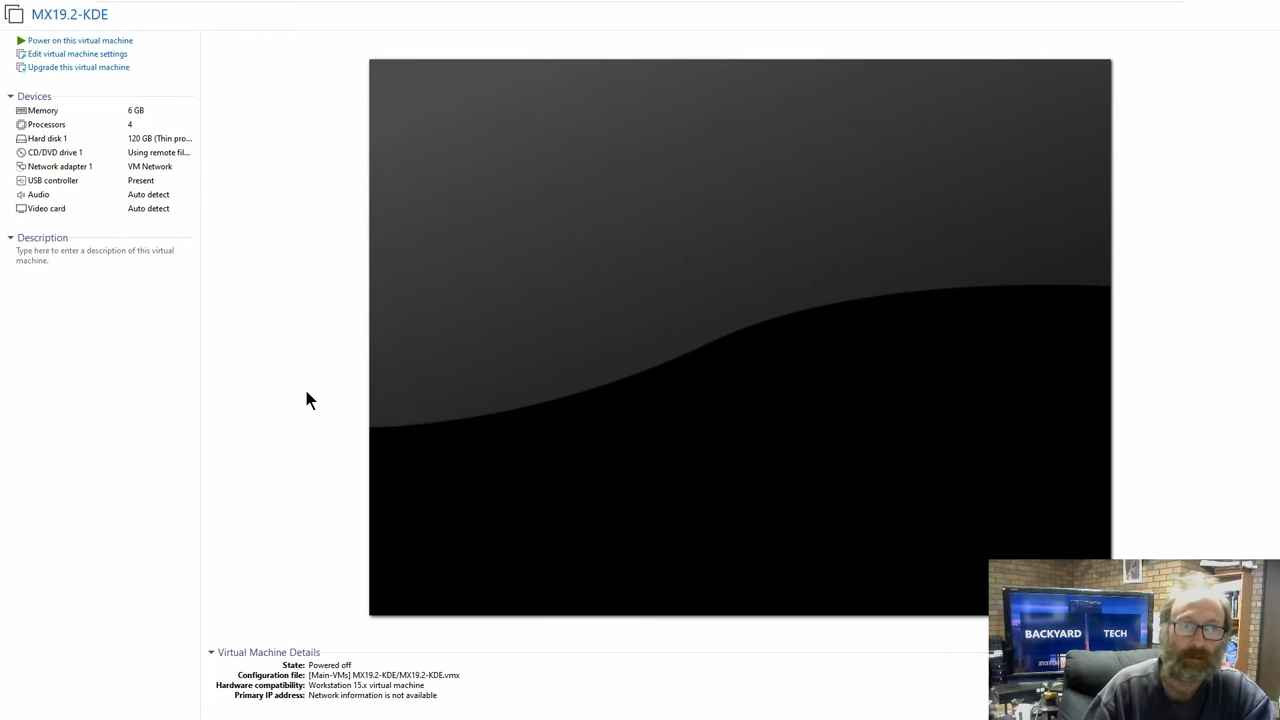 MX19.2-KDE
Power on this virtual machine
Edit virtual machine settings
Upgrade this virtual machine
Devices
Memory 6 GB
Processors 4
Hard disk 1 120 GB (Thin pro...
CD/DVD drive 1 Using remote fil...
Network adapter 1 VM Network
USB controller Present
Audio Auto detect
Video card Auto detect
Description
Type here to enter a description of this virtual
machine.
Virtual Machine Details
State: Powered off
Configuration file: [Main-VMs] MX19.2-KDE/MX19.2-KDE.vmx
Hardware compatibility: Workstation 15.x virtual machine
Primary IP address: Network information is not available
BACKYARD TECH